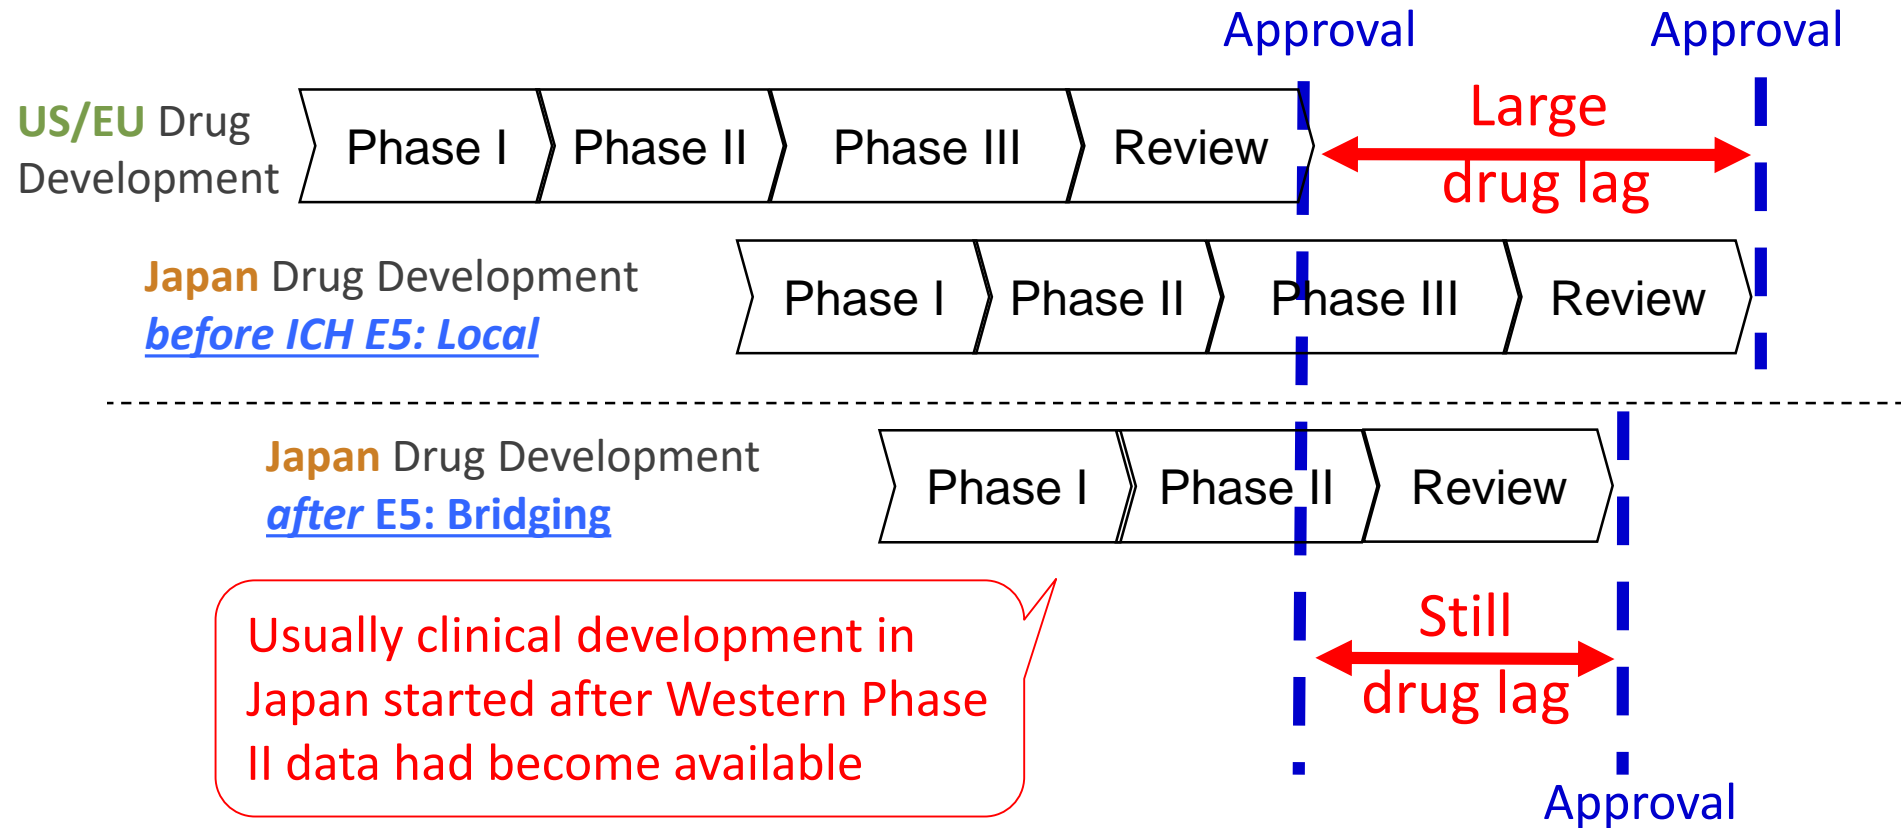 Approval
Approval
US/EU Drug
Development
Phase I
Phase II
Phase III
Review
Large
drug lag
Japan Drug Development
before ICH E5: Local
Phase I
Phase II
Phase III
Review
Japan Drug Development
after E5: Bridging
Phase I
Phase II
Review
Usually clinical development in
Japan started after Western Phase
II data had become available
Still
drug lag
Approval